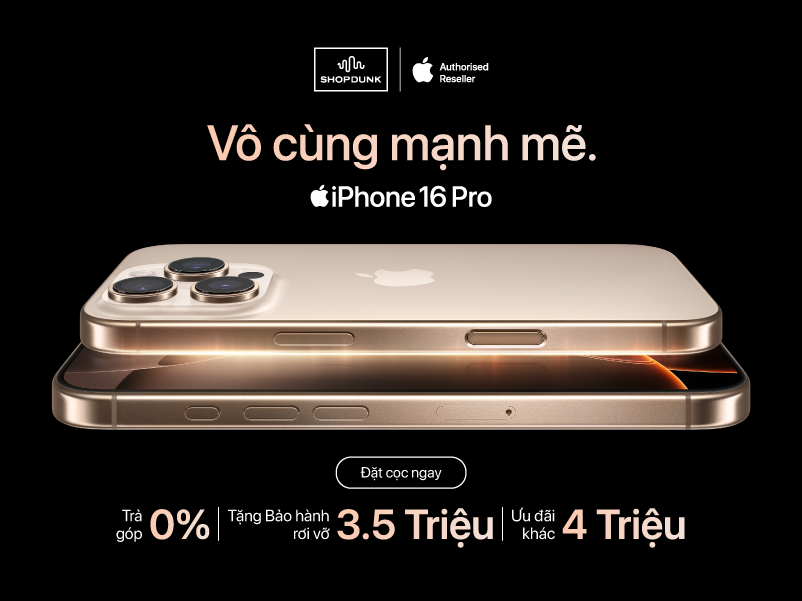 SHOPDUNK
Authorised
Reseller
Vô cùng mạnh mẽ.
iPhone 16 Pro
Đặt cọc ngay
Trả
góp
0%
Tặng Bảo hành
rơi vỡ
3.5 Triệu
Ưu đãi
khác
4 Triệu